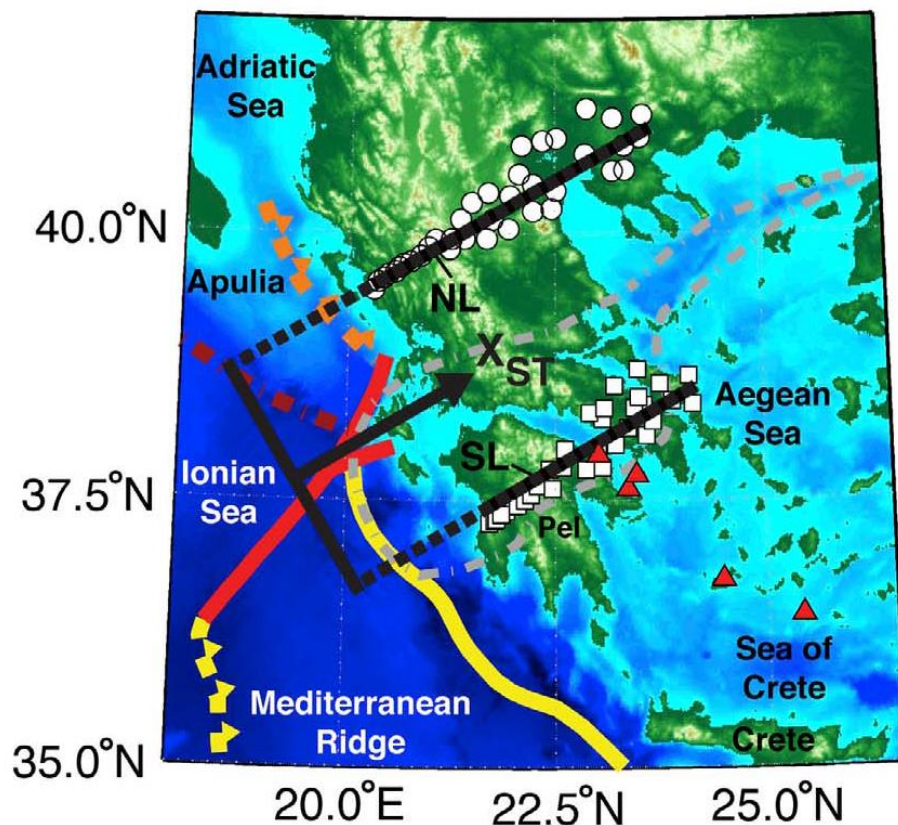 Adriatic
Sea
40.0°N
Apulia
NL
X
ST
Aegean
Sea
Ionian
Sea
SL
37.5°N
Pel
Sea of
Crete
Mediterranean
Ridge
Crete
35.0°N
20.0°E
22.5°N
25.0°N